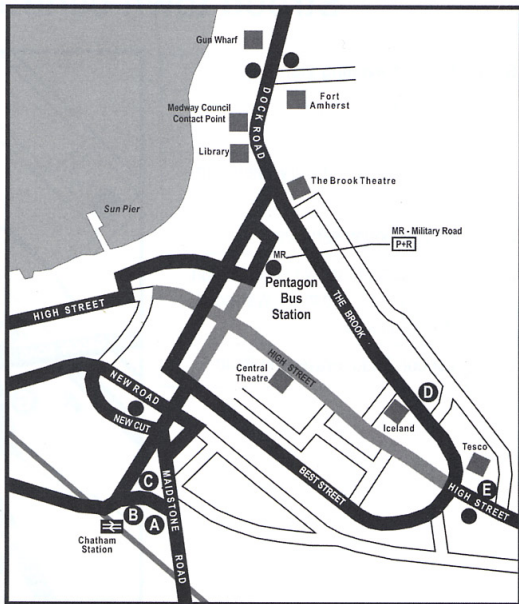 Gun Wharf
DOCK ROAD
Fort
Amherst
Medway Council
Contact Point
Library
The Brook Theatre
Sun Pier
MR - Military Road
P+R
MR
Pentagon
Bus
Station
THE BROOK
HIGH STREET
HIGH STREET
Central
Theatre
NEW ROAD
NEW CUT
D
Iceland
Tesco
BEST STREET
E
HIGH STREET
C
MAIDSTONE ROAD
B
A
Chatham
Station